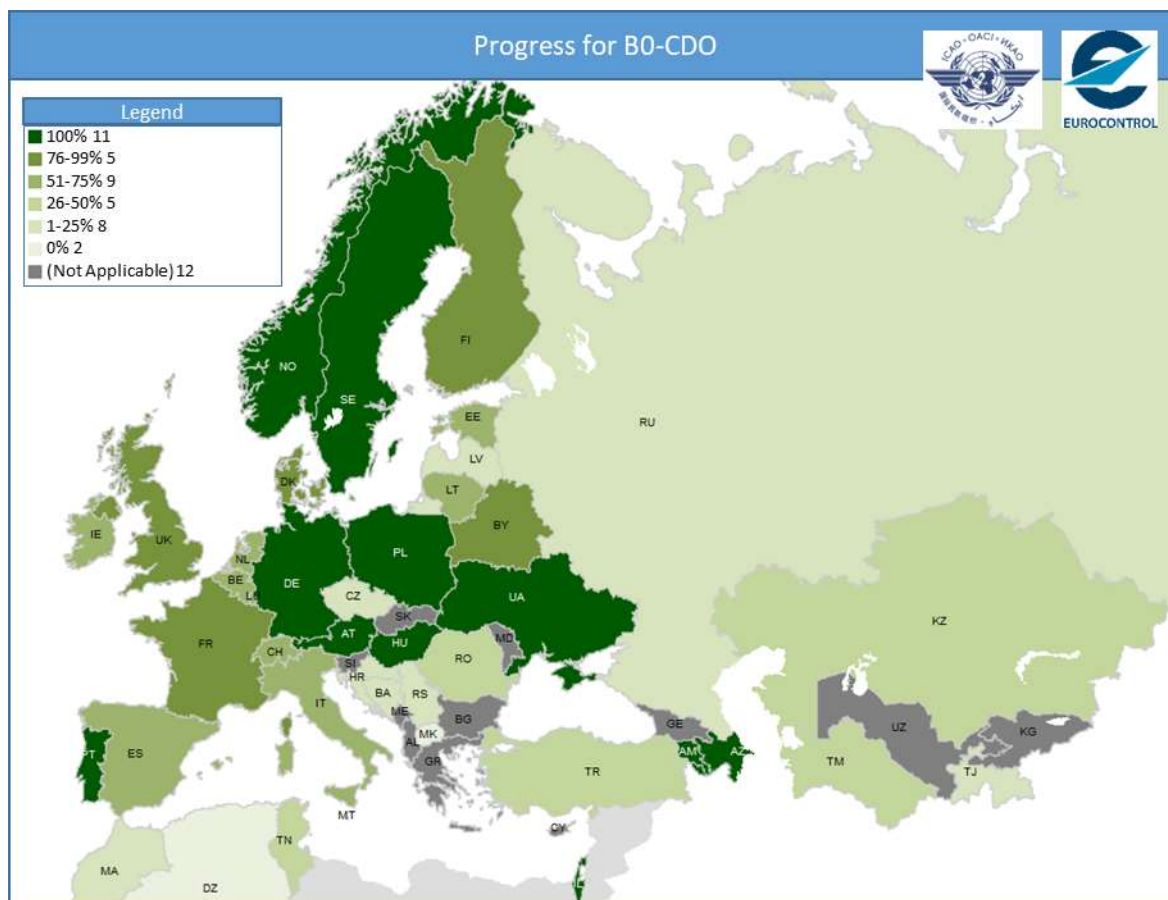 Progress for B0-CDO
ICAO · OACI · ИКАО
EUROCONTROL
Legend
100% 11
76-99% 5
51-75% 9
26-50% 5
1-25% 8
0% 2
(Not Applicable) 12
NO
FI
SE
EE
RU
LV
DK
LT
IE
UK
BY
NL
BE
DE
PL
CZ
UA
SK
KZ
FR
AT
HU
MD
CH
SI
RO
HR
IT
BA
RS
ME
BG
GE
UZ
KG
PT
ES
MK
AL
AM
AZ
GR
TR
TM
TJ
MT
CY
TN
MA
DZ